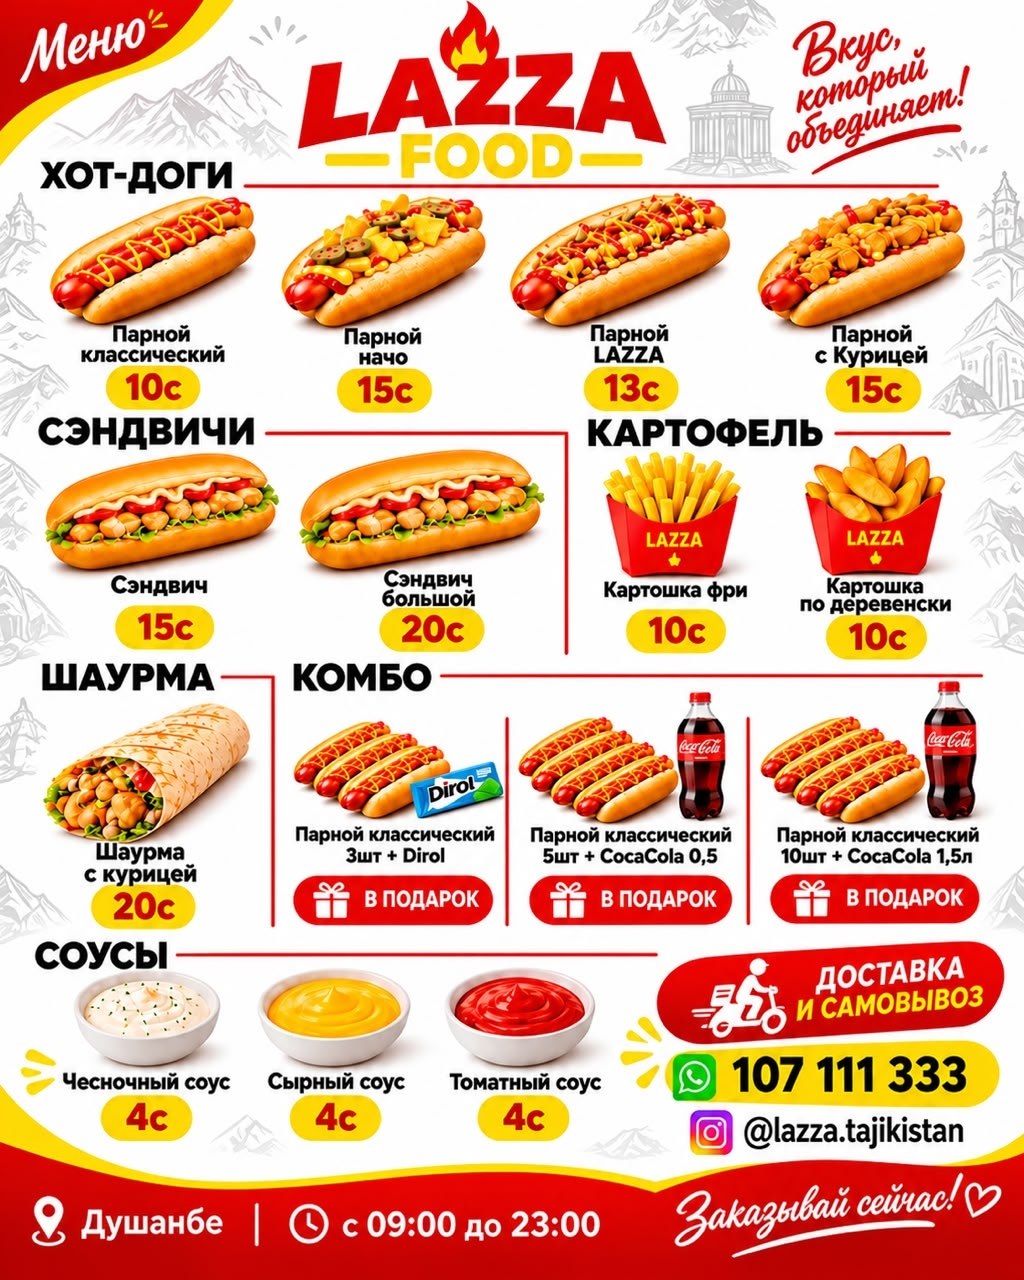 Меню
LAZZA
FOOD
Вкус,
который
объединяет!
ХОТ-ДОГИ
Парной
классический
10с
Парной
начо
15с
Парной
LAZZA
13с
Парной
с Курицей
15с
СЭНДВИЧИ
Сэндвич
15с
Сэндвич
большой
20с
КАРТОФЕЛЬ
LAZZA
Картошка фри
10с
LAZZA
Картошка
по деревенски
10с
ШАУРМА
Шаурма
с курицей
20с
КОМБО
Dirol
Парной классический
3шт + Dirol
В ПОДАРОК
Coca-Cola
Парной классический
5шт + CocaCola 0,5
В ПОДАРОК
Coca-Cola
Парной классический
10шт + CocaCola 1,5л
В ПОДАРОК
СОУСЫ
Чесночный соус
4с
Сырный соус
4с
Томатный соус
4с
ДОСТАВКА
И САМОВЫВОЗ
107 111 333
@lazza.tajikistan
Душанбе
с 09:00 до 23:00
Заказывай сейчас!